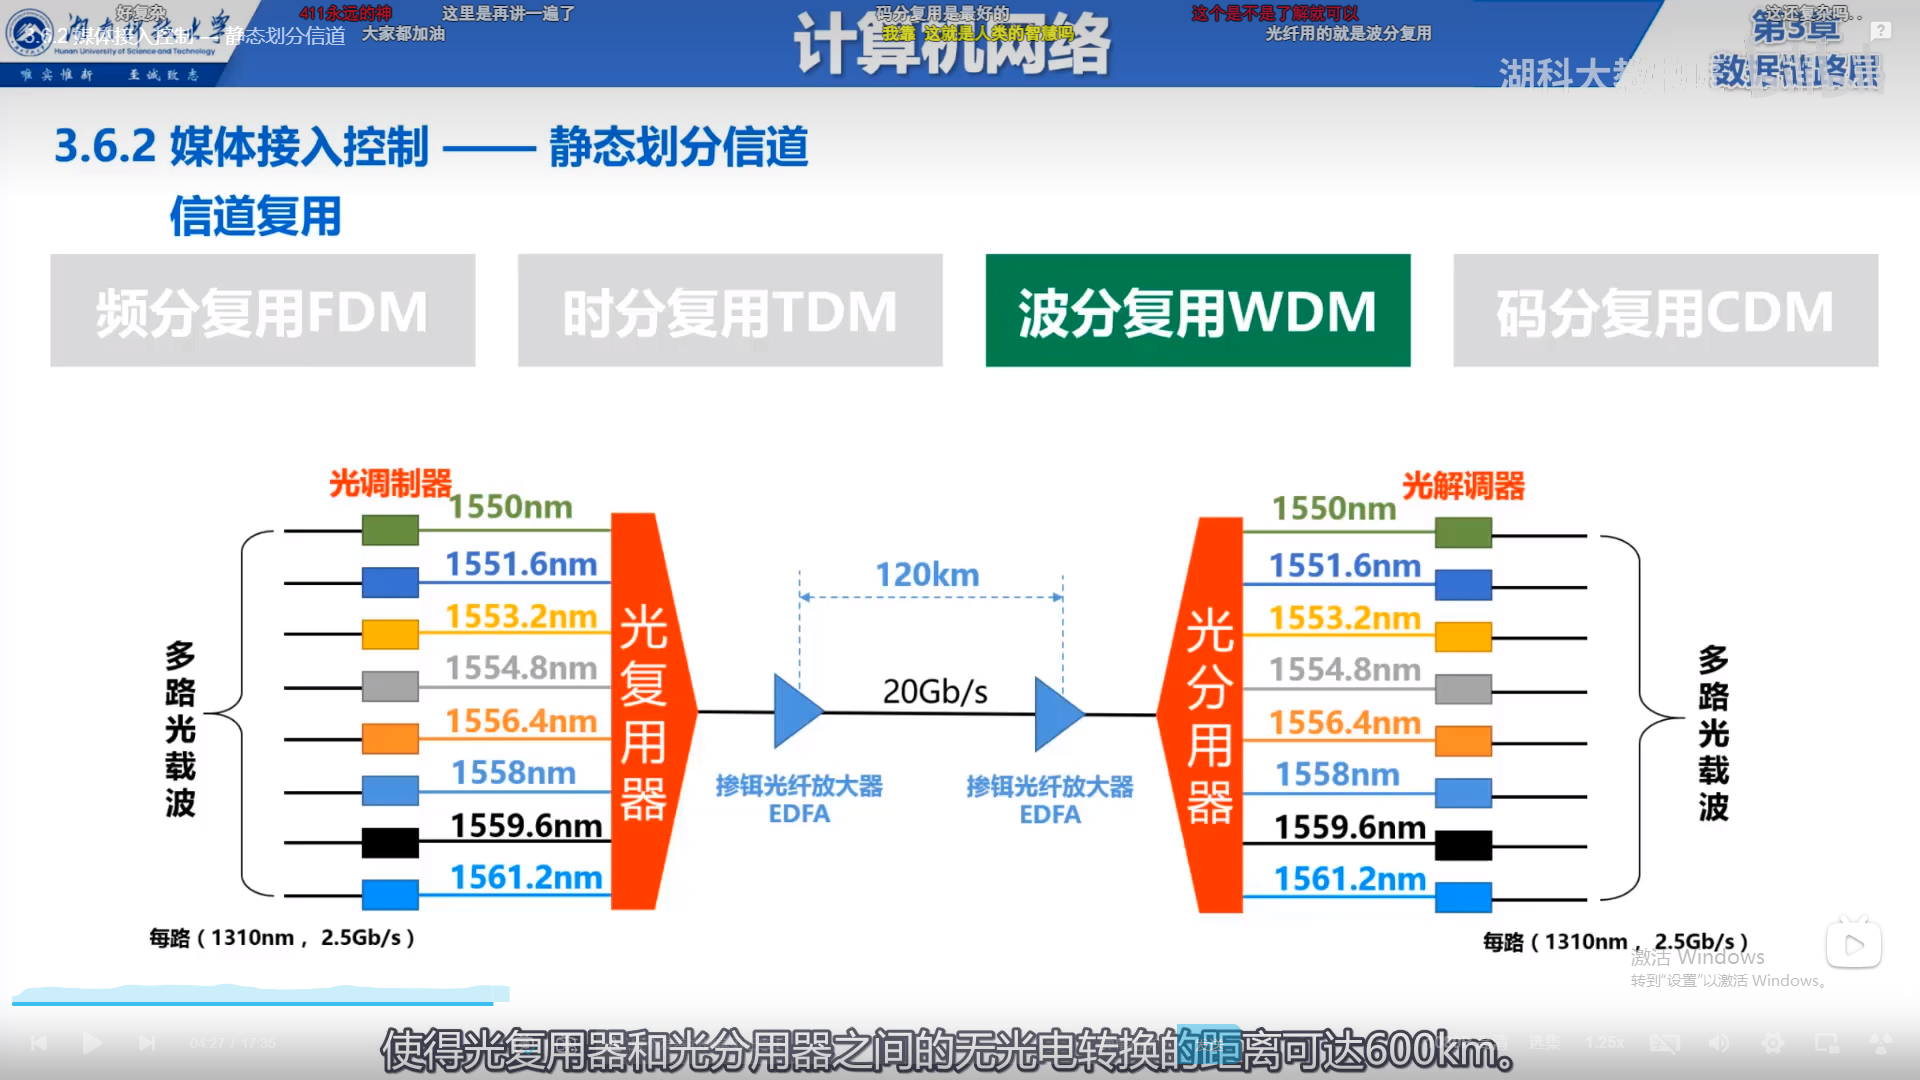 好复杂
411永远的神
这里是再讲一遍了
码分复用是最好的
这个是不是了解就可以
这还复杂吗..
3.6.2 媒体接入控制 — 静态划分信道
大家都加油
我靠 这就是人类的智慧吗
光纤用的就是波分复用
Hunan University of Science and Technology
唯实惟新 至诚致志
计算机网络
第3章
数据链路层
3.6.2 媒体接入控制 —— 静态划分信道
信道复用
频分复用FDM
时分复用TDM
波分复用WDM
码分复用CDM
光调制器
1550nm
1551.6nm
1553.2nm
1554.8nm
1556.4nm
1558nm
1559.6nm
1561.2nm
多路光载波
每路（1310nm，2.5Gb/s）
光复用器
120km
20Gb/s
掺铒光纤放大器
EDFA
掺铒光纤放大器
EDFA
光分用器
光解调器
1550nm
1551.6nm
1553.2nm
1554.8nm
1556.4nm
1558nm
1559.6nm
1561.2nm
多路光载波
每路（1310nm，2.5Gb/s）
激活 Windows
转到“设置”以激活 Windows。
使得光复用器和光分用器之间的无光电转换的距离可达600km。
04:27 / 17:35
选集
1.25x